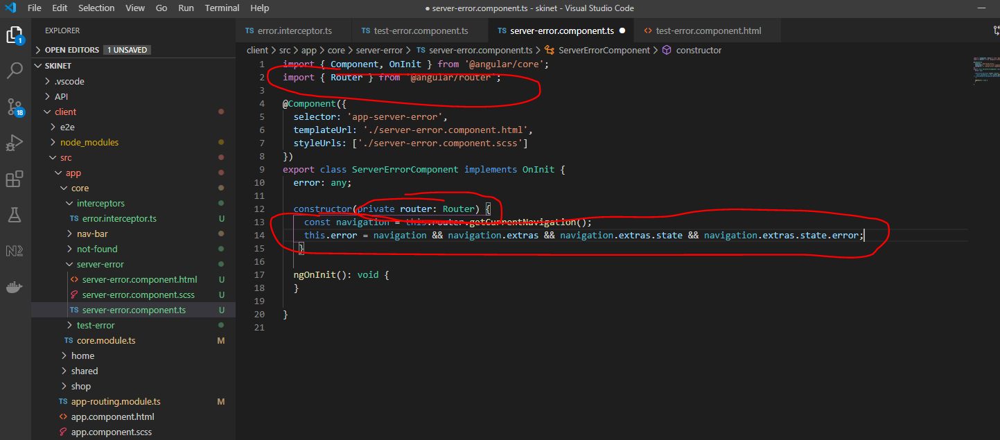 File Edit Selection View Go Run Terminal Help
● server-error.component.ts - skinet - Visual Studio Code
EXPLORER
OPEN EDITORS 1 UNSAVED
SKINET
.vscode
API
client
e2e
node_modules
src
app
core
interceptors
TS error.interceptor.ts U
nav-bar
not-found
server-error
<> server-error.component.html U
server-error.component.scss U
TS server-error.component.ts U
test-error
TS core.module.ts M
home
shared
shop
TS app-routing.module.ts M
<> app.component.html
app.component.scss
1
18
TS error.interceptor.ts TS test-error.component.ts TS server-error.component.ts ● <> test-error.component.html
client > src > app > core > server-error > TS server-error.component.ts > ServerErrorComponent > constructor
1 import { Component, OnInit } from '@angular/core';
2 import { Router } from '@angular/router';
3
4 @Component({
5 selector: 'app-server-error',
6 templateUrl: './server-error.component.html',
7 styleUrls: ['./server-error.component.scss']
8 })
9 export class ServerErrorComponent implements OnInit {
10 error: any;
11
12 constructor(private router: Router) {
13 const navigation = this.router.getCurrentNavigation();
14 this.error = navigation && navigation.extras && navigation.extras.state && navigation.extras.state.error;
15 }
16
17 ngOnInit(): void {
18 }
19
20 }
21